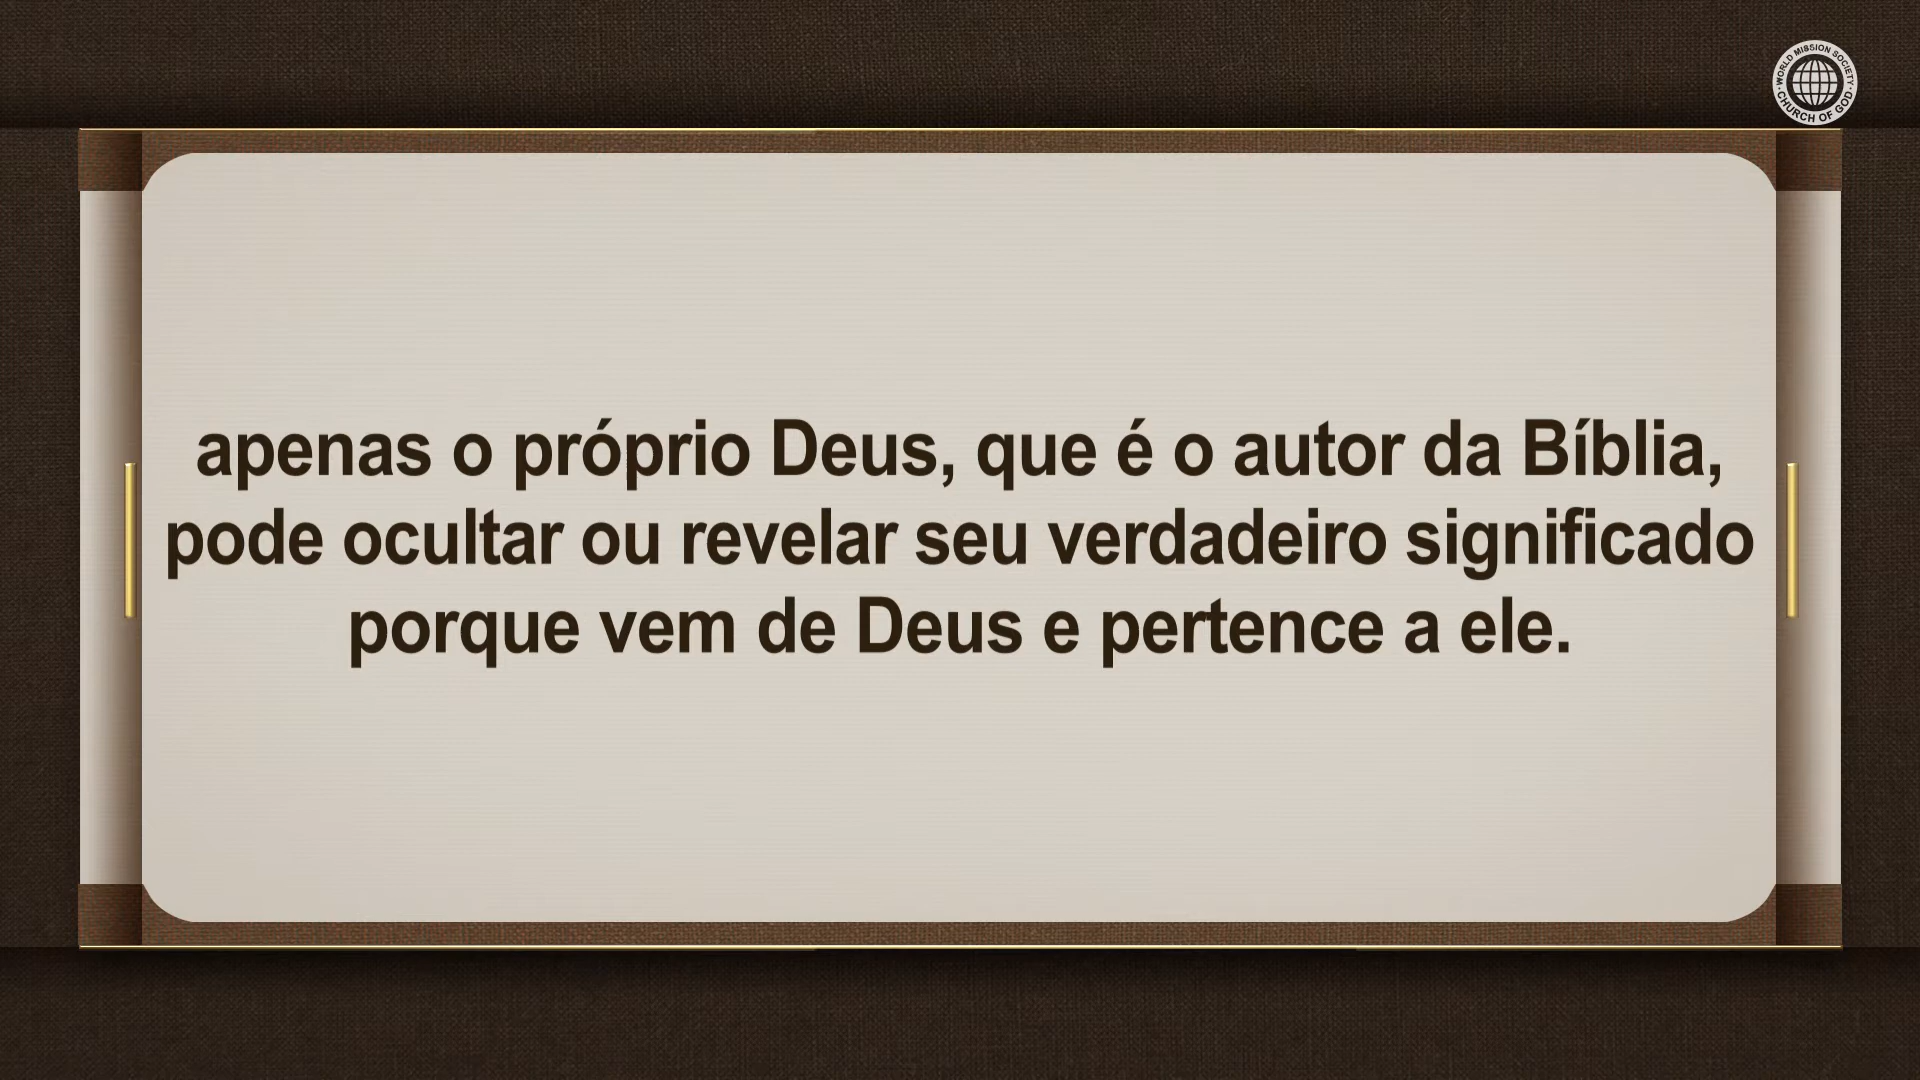 WORLD MISSION SOCIETY
CHURCH OF GOD
apenas o próprio Deus, que é o autor da Bíblia,
pode ocultar ou revelar seu verdadeiro significado
porque vem de Deus e pertence a ele.